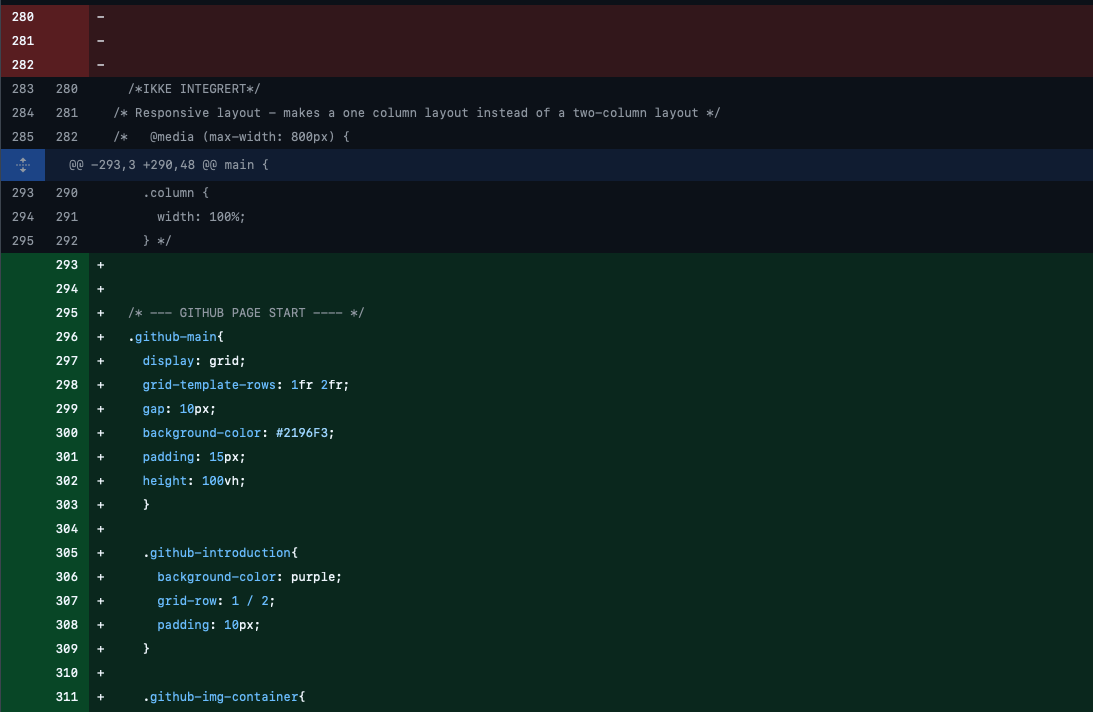 280 -
281 -
282 -
283 280 /*IKKE INTEGRERT*/
284 281 /* Responsive layout - makes a one column layout instead of a two-column layout */
285 282 /* @media (max-width: 800px) {
@@ -293,3 +290,48 @@ main {
293 290 .column {
294 291 width: 100%;
295 292 } */
293 +
294 +
295 + /* --- GITHUB PAGE START ---- */
296 + .github-main{
297 + display: grid;
298 + grid-template-rows: 1fr 2fr;
299 + gap: 10px;
300 + background-color: #2196F3;
301 + padding: 15px;
302 + height: 100vh;
303 + }
304 +
305 + .github-introduction{
306 + background-color: purple;
307 + grid-row: 1 / 2;
308 + padding: 10px;
309 + }
310 +
311 + .github-img-container{